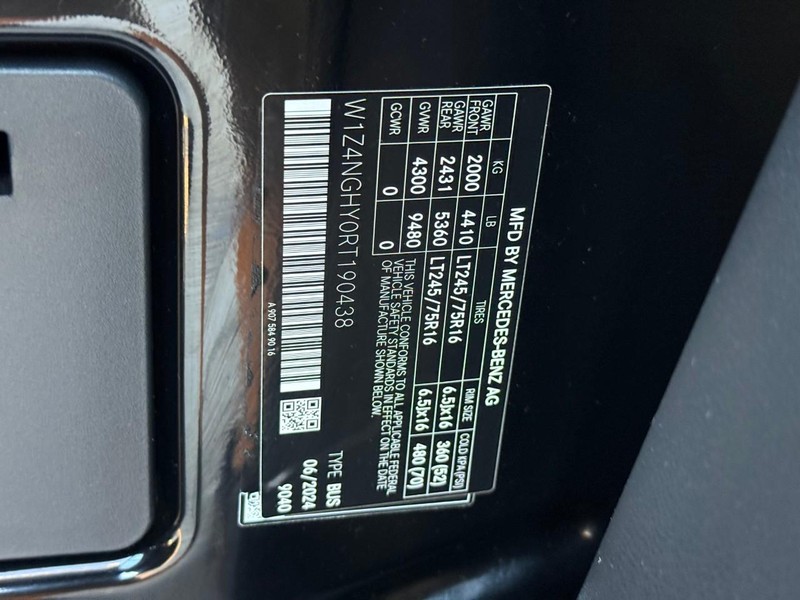 MFD BY MERCEDES-BENZ AG
KG LB TIRES RIM SIZE COLD KPA (PSI)
GAWR FRONT 2000 4410 LT245/75R16 6.5Jx16 360 (52)
GAWR REAR 2431 5360 LT245/75R16 6.5Jx16 480 (70)
GVWR 4300 9480
GCWR 0 0
THIS VEHICLE CONFORMS TO ALL APPLICABLE FEDERAL
VEHICLE SAFETY STANDARDS IN EFFECT ON THE DATE
OF MANUFACTURE SHOWN BELOW.
W1Z4NGHY0RT190438
TYPE BUS
06/2024
9040
A 907 584 90 16